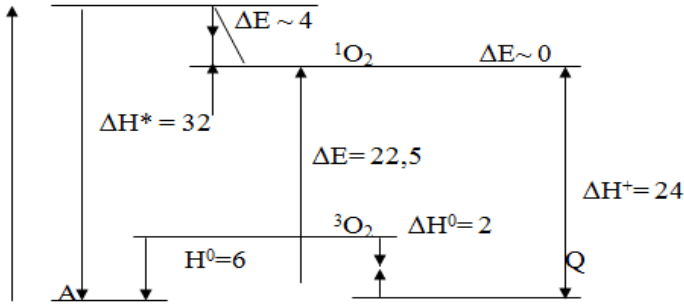 ΔE ~ 4
¹O₂
ΔE~ 0
ΔH* = 32
ΔE= 22,5
ΔH⁺ = 24
³O₂
ΔH⁰ = 2
H⁰=6
Q
A